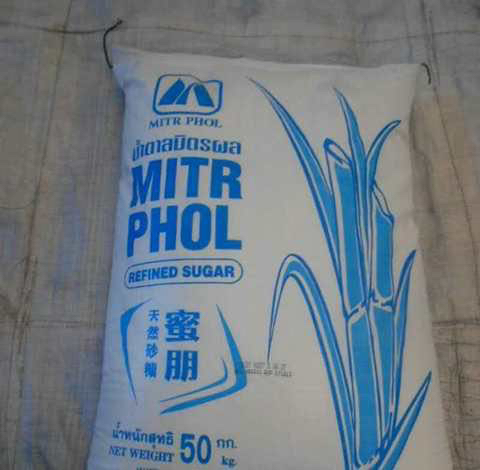 MITR PHOL
น้ำตาลมิตรผล
MITR
PHOL
REFINED SUGAR
天然砂糖
蜜朋
น้ำหนักสุทธิ 50 กก.
NET WEIGHT kg.